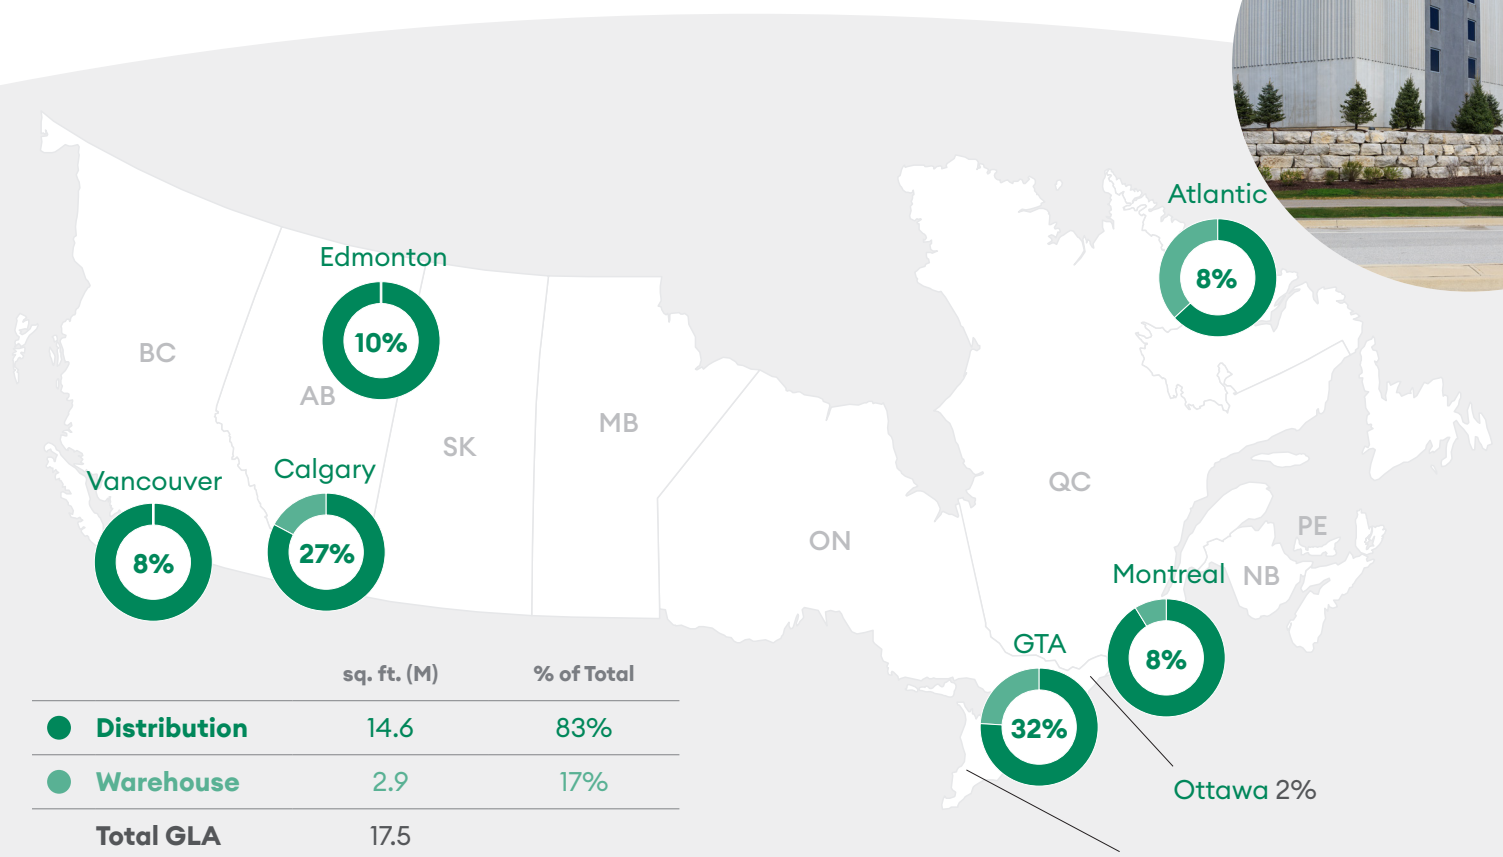 Atlantic
8%
Edmonton
10%
BC
AB
MB
SK
Vancouver
8%
Calgary
27%
QC
ON
PE
NB
Montreal
8%
GTA
32%
Ottawa 2%
sq. ft. (M) % of Total
Distribution 14.6 83%
Warehouse 2.9 17%
Total GLA 17.5